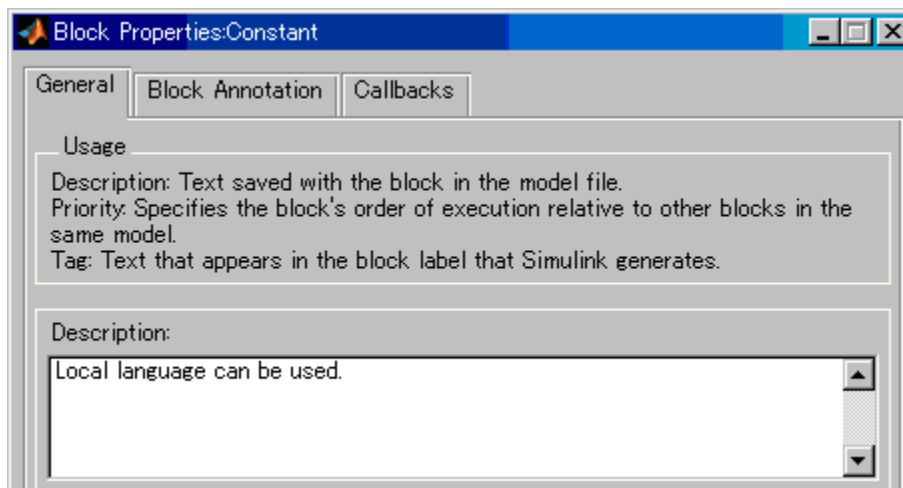 Block Properties:Constant
General
Block Annotation
Callbacks
Usage
Description: Text saved with the block in the model file.
Priority: Specifies the block's order of execution relative to other blocks in the
same model.
Tag: Text that appears in the block label that Simulink generates.
Description:
Local language can be used.